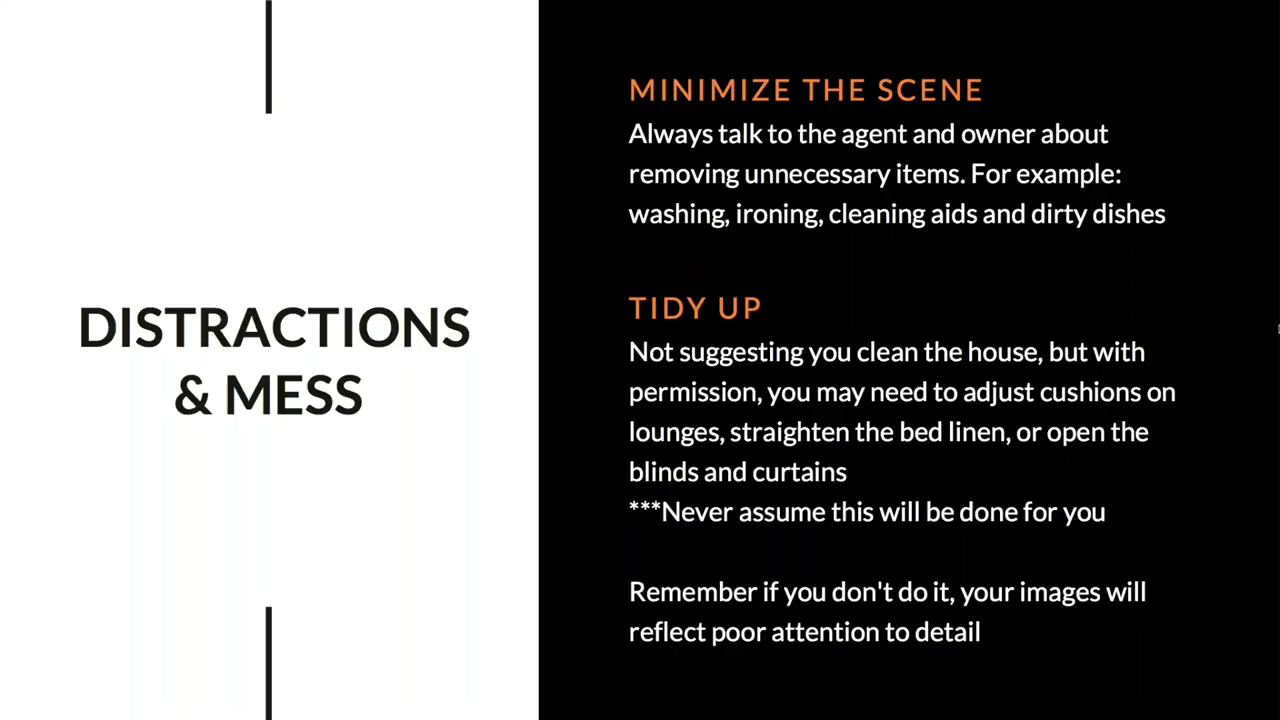 DISTRACTIONS
& MESS
MINIMIZE THE SCENE
Always talk to the agent and owner about
removing unnecessary items. For example:
washing, ironing, cleaning aids and dirty dishes
TIDY UP
Not suggesting you clean the house, but with
permission, you may need to adjust cushions on
lounges, straighten the bed linen, or open the
blinds and curtains
***Never assume this will be done for you
Remember if you don't do it, your images will
reflect poor attention to detail